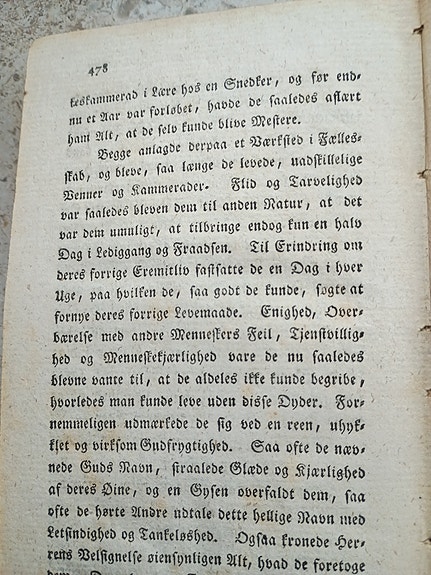 478
keskammerad i Lære hos en Snedker, og før end-
nu et Aar var forløbet, havde de saaledes aflært
ham Alt, at de selv kunde blive Mestere.
Begge anlagde derpaa et Værksted i Fælles-
skab, og bleve, saa længe de levede, uadskillelige
Venner og Kammerader. Flid og Tarvelighed
var saaledes bleven dem til anden Natur, at det
var dem umuligt, at tilbringe endog kun en halv
Dag i Lediggang og Fraadsen. Til Erindring om
deres forrige Eremitliv fastsatte de en Dag i hver
Uge, paa hvilken de, saa godt de kunde, søgte at
fornye deres forrige Levemaade. Enighed, Over-
bærelse med andre Menneskers Feil, Tjenstvillig-
hed og Menneskekjærlighed vare de nu saaledes
blevne vante til, at de aldeles ikke kunde begribe,
hvorledes man kunde leve uden disse Dyder. For-
nemmeligen udmærkede de sig ved en reen, uhyk-
klet og virksom Gudfrygtighed. Saa ofte de næv-
nede Guds Navn, straalede Glæde og Kjærlighed
af deres Øine, og en Gysen overfaldt dem, saa
ofte de hørte Andre udtale dette hellige Navn med
Letsindighed og Tankeløshed. Ogsaa kronede Her-
rens Velsignelse øiensynligen Alt, hvad de foretoge